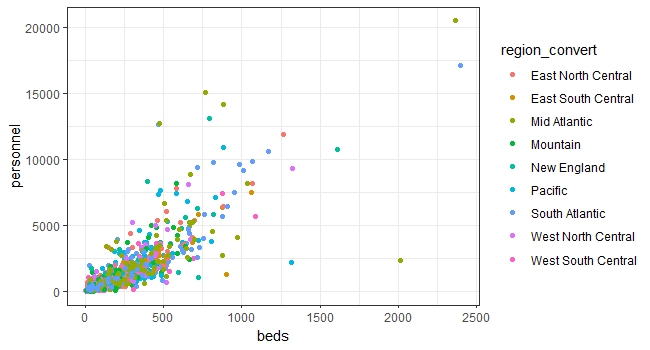 20000
15000
10000
5000
0
personnel
0
500
1000
1500
2000
2500
beds
region_convert
East North Central
East South Central
Mid Atlantic
Mountain
New England
Pacific
South Atlantic
West North Central
West South Central